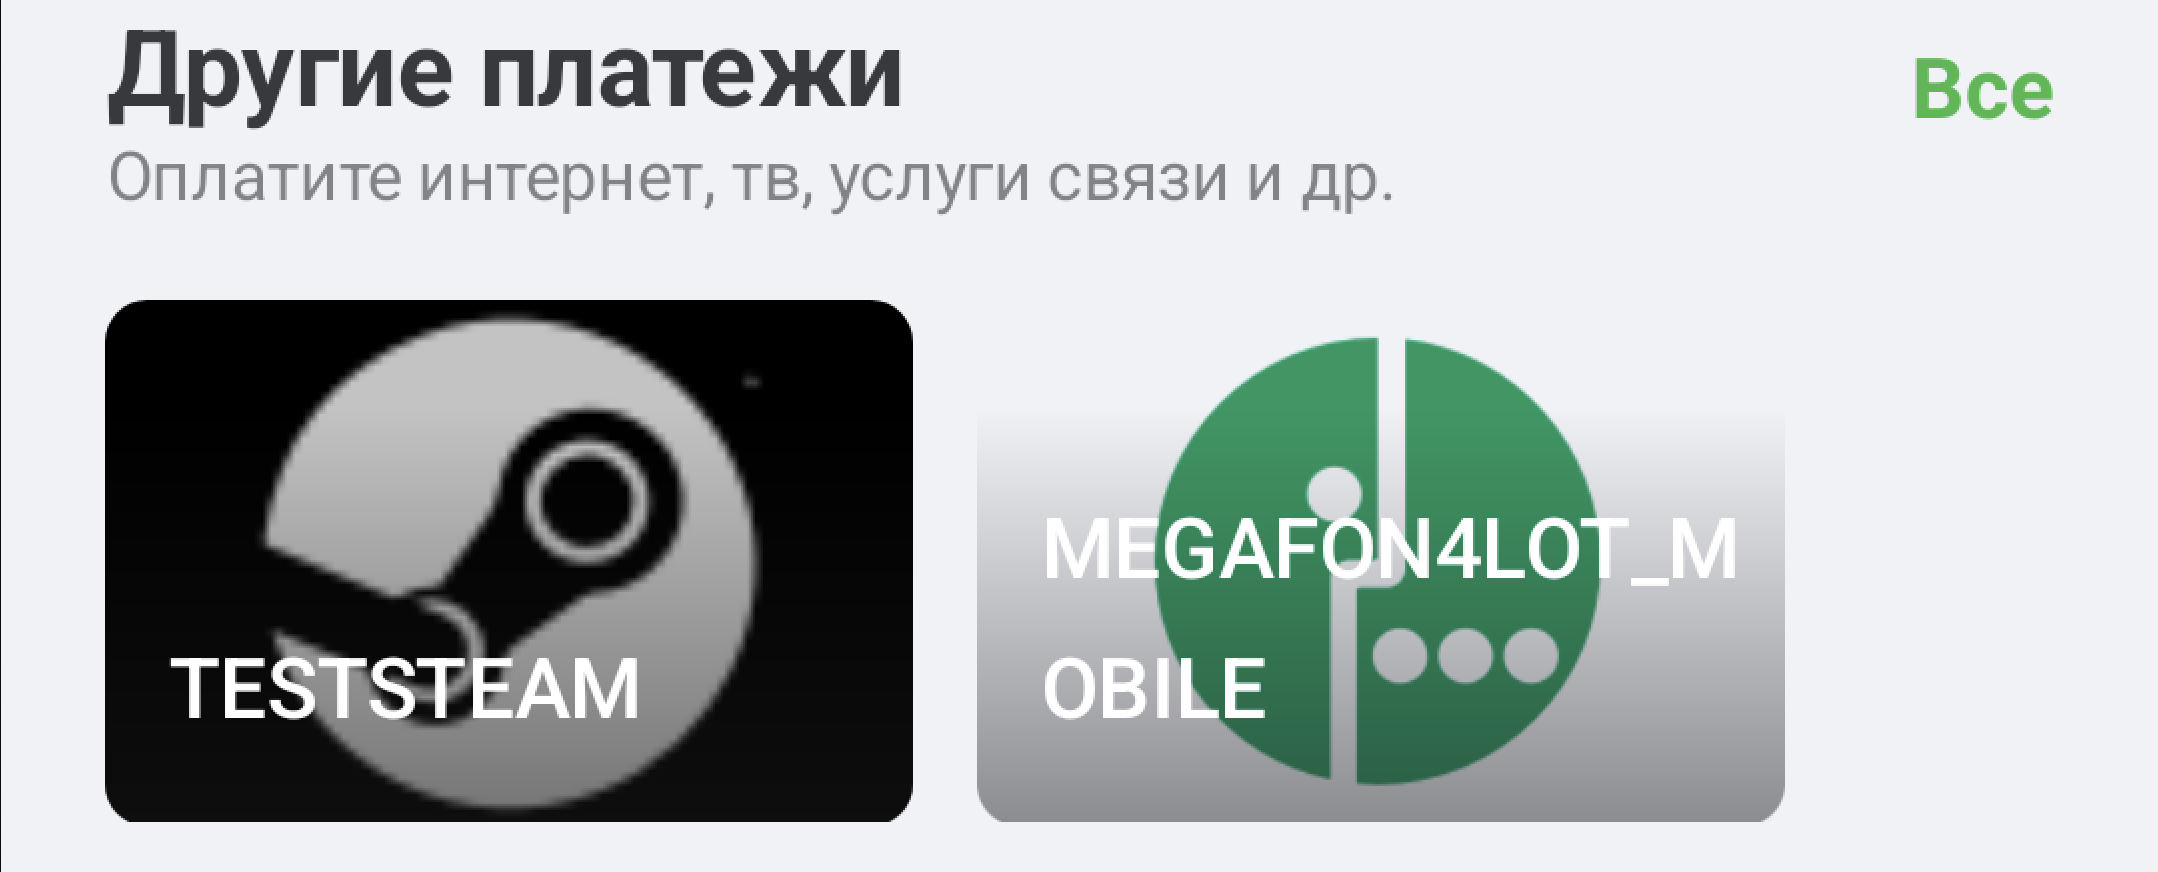 Другие платежи
Все
Оплатите интернет, тв, услуги связи и др.
TESTSTEAM
MEGAFON4LOT_M
OBILE